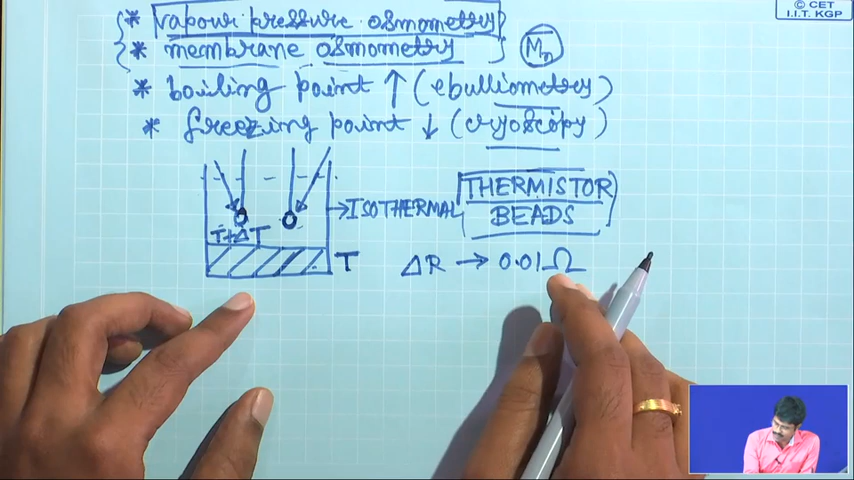 © CET
I.I.T. KGP
* vapour pressure osmometry
* membrane osmometry Mn
* boiling point ↑ (ebulliometry)
* freezing point ↓ (cryoscopy)
→ ISOTHERMAL
THERMISTOR
BEADS
T+ΔT
T
ΔR → 0.01Ω